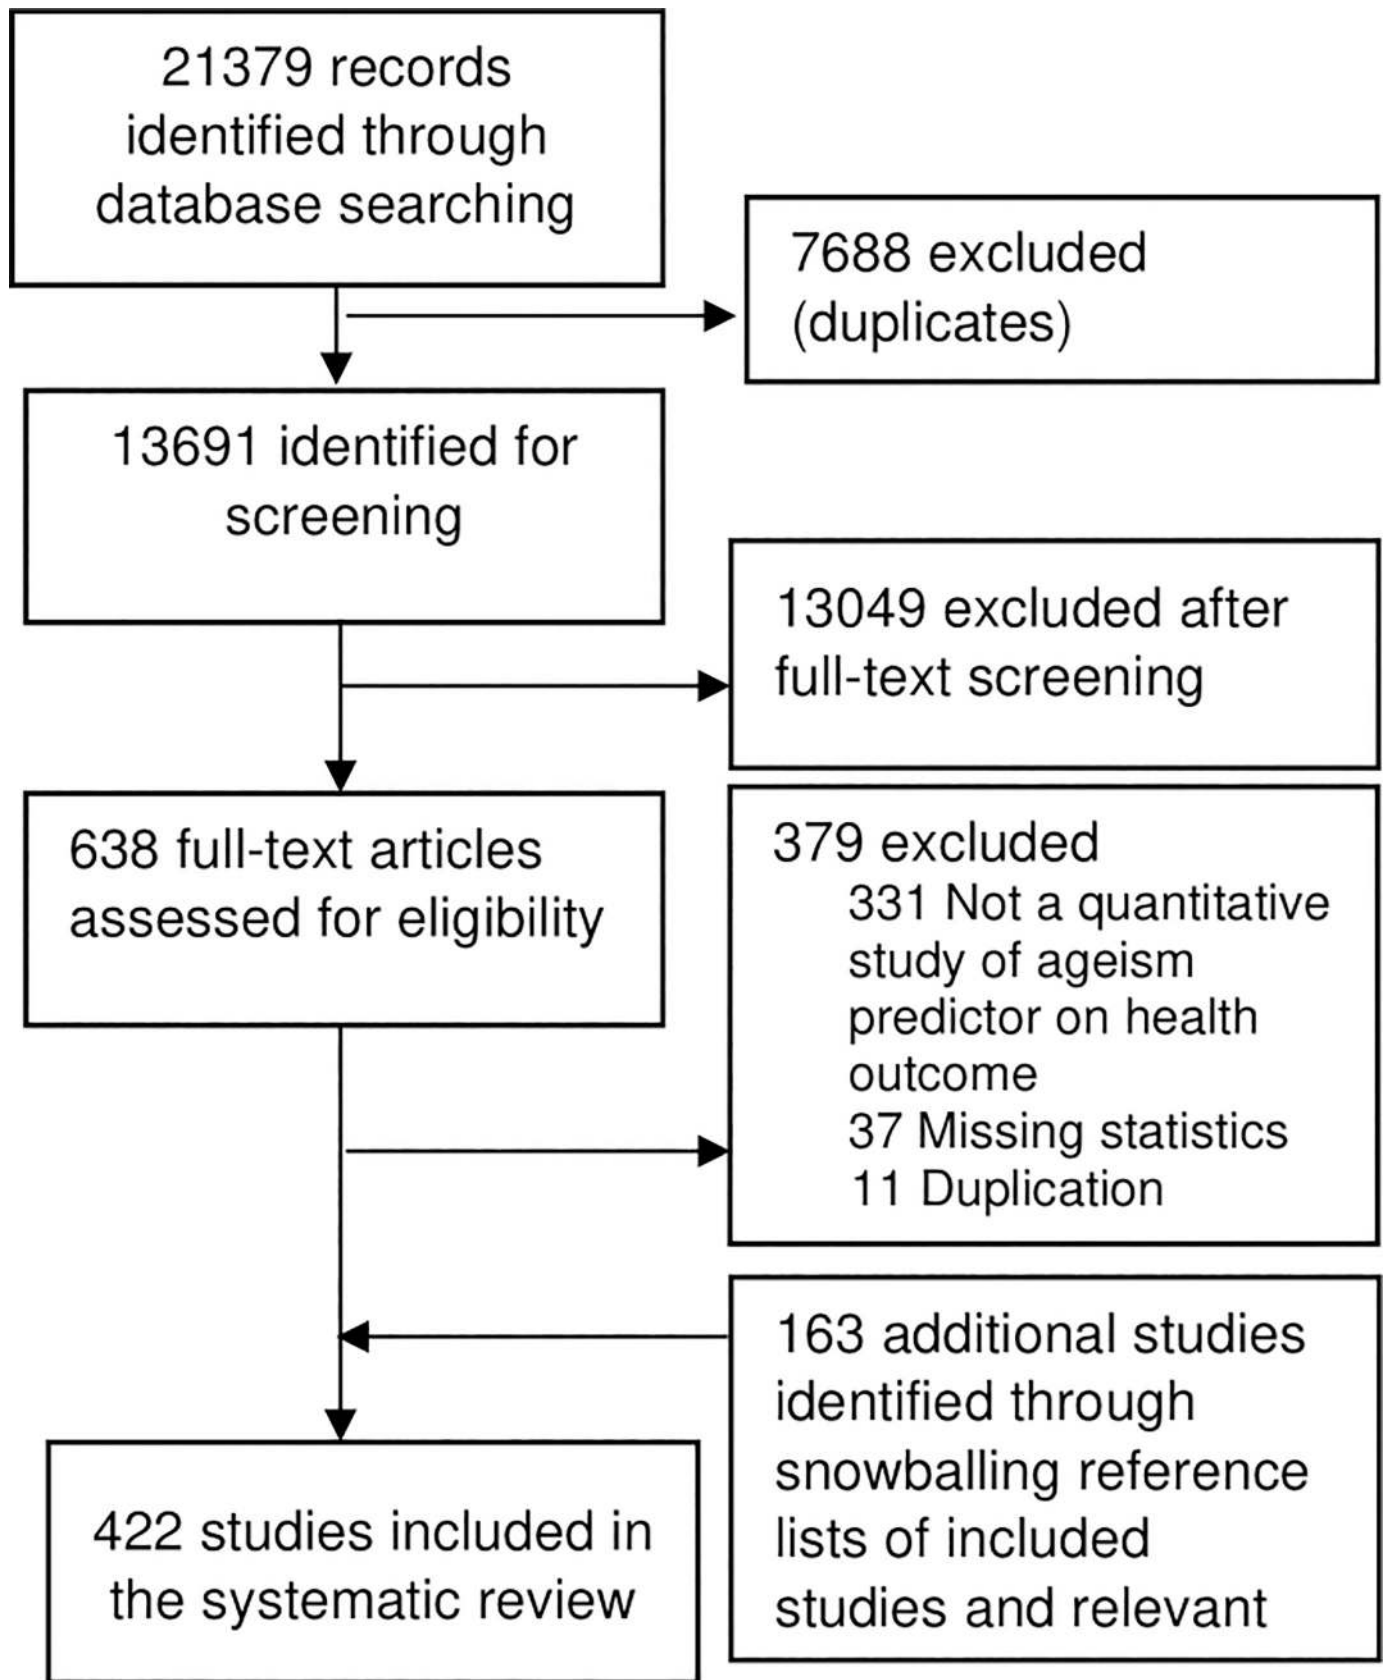 21379 records
identified through
database searching
7688 excluded
(duplicates)
13691 identified for
screening
13049 excluded after
full-text screening
638 full-text articles
assessed for eligibility
379 excluded
331 Not a quantitative
study of ageism
predictor on health
outcome
37 Missing statistics
11 Duplication
163 additional studies
identified through
snowballing reference
lists of included
studies and relevant
422 studies included in
the systematic review